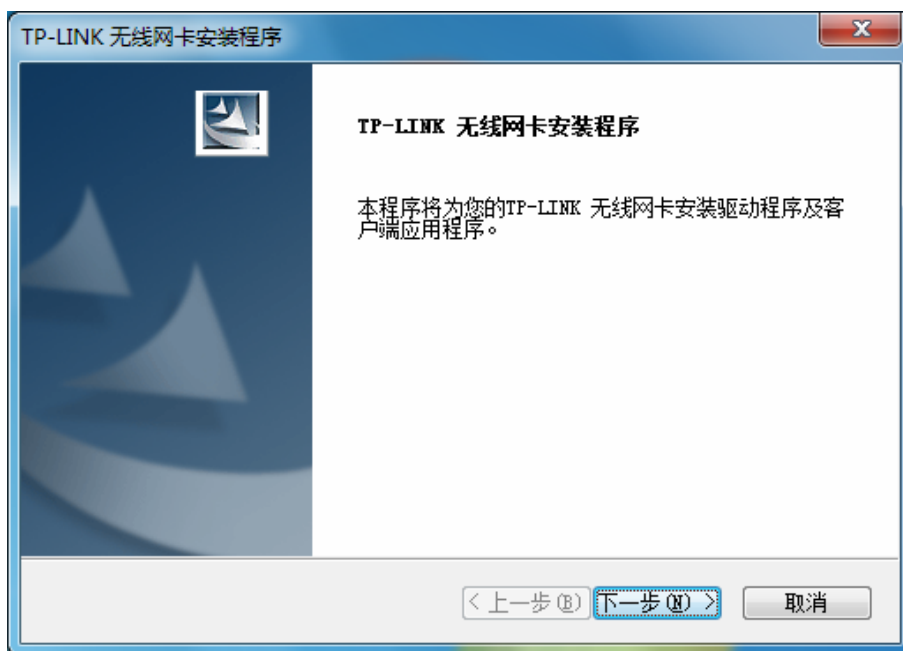 TP-LINK 无线网卡安装程序
TP-LINK 无线网卡安装程序
本程序将为您的TP-LINK 无线网卡安装驱动程序及客
户端应用程序。
< 上一步(B) 下一步(N) > 取消